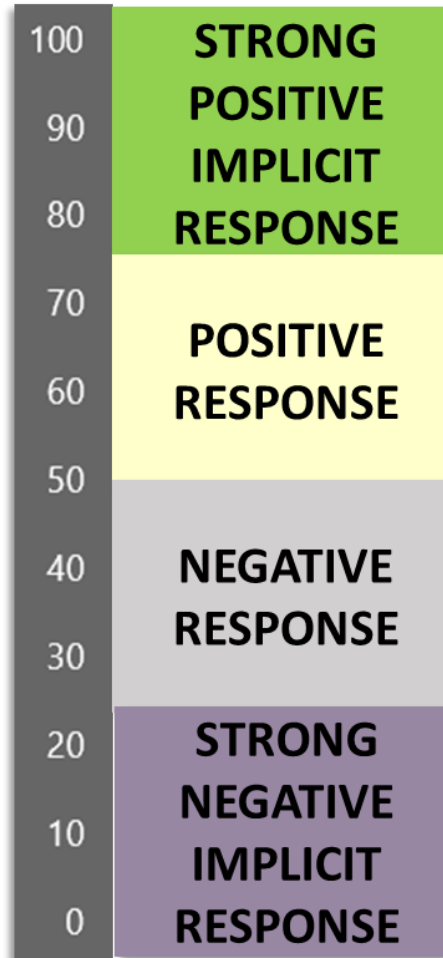 100
90
80
70
60
50
40
30
20
10
0
STRONG
POSITIVE
IMPLICIT
RESPONSE
POSITIVE
RESPONSE
NEGATIVE
RESPONSE
STRONG
NEGATIVE
IMPLICIT
RESPONSE